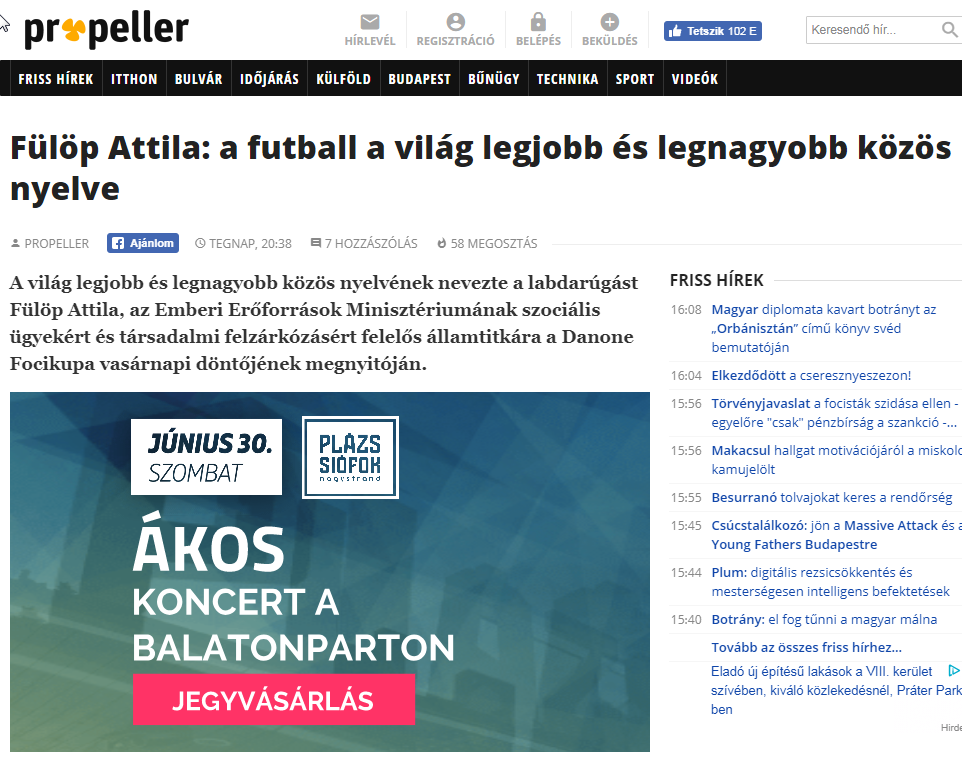 propeller
HÍRLEVÉL
REGISZTRÁCIÓ
BELÉPÉS
BEKÜLDÉS
Tetszik 102 E
Keresendő hír...
FRISS HÍREK
ITTHON
BULVÁR
IDŐJÁRÁS
KÜLFÖLD
BUDAPEST
BŰNÜGY
TECHNIKA
SPORT
VIDEÓK
Fülöp Attila: a futball a világ legjobb és legnagyobb közös
nyelve
PROPELLER
Ajánlom
TEGNAP, 20:38
7 HOZZÁSZÓLÁS
58 MEGOSZTÁS
A világ legjobb és legnagyobb közös nyelvének nevezte a labdarúgást
Fülöp Attila, az Emberi Erőforrások Minisztériumának szociális
ügyekért és társadalmi felzárkózásért felelős államtitkára a Danone
Focikupa vasárnapi döntőjének megnyitóján.
JÚNIUS 30.
SZOMBAT
PLÁZS
SIÓFOK
nagystrand
ÁKOS
KONCERT A
BALATONPARTON
JEGYVÁSÁRLÁS
FRISS HÍREK
16:08 Magyar diplomata kavart botrányt az
„Orbánisztán” című könyv svéd
bemutatóján
16:04 Elkezdődött a cseresznyeszezon!
15:56 Törvényjavaslat a focisták szidása ellen -
egyelőre "csak" pénzbírság a szankció -...
15:56 Makacsul hallgat motivációjáról a miskolc
kamujelölt
15:55 Besurranó tolvajokat keres a rendőrség
15:45 Csúcstalálkozó: jön a Massive Attack és a
Young Fathers Budapestre
15:44 Plum: digitális rezsicsökkentés és
mesterségesen intelligens befektetések
15:40 Botrány: el fog tűnni a magyar málna
Tovább az összes friss hírhez...
Eladó új építésű lakások a VIII. kerület
szívében, kiváló közlekedésnél, Práter Park
ben
Hirde